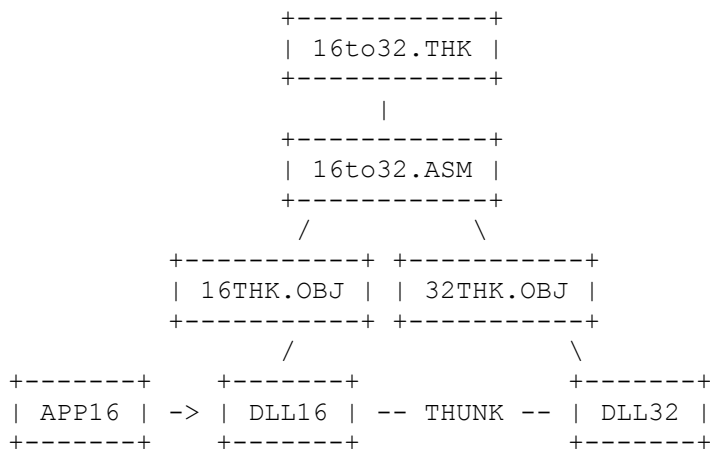 +------------+
| 16to32.THK |
+------------+
|
+------------+
| 16to32.ASM |
+------------+
/ \
+-----------+ +-----------+
| 16THK.OBJ | | 32THK.OBJ |
+-----------+ +-----------+
/ \
+-------+ +-------+ +-------+
| APP16 | -> | DLL16 | -- THUNK -- | DLL32 |
+-------+ +-------+ +-------+